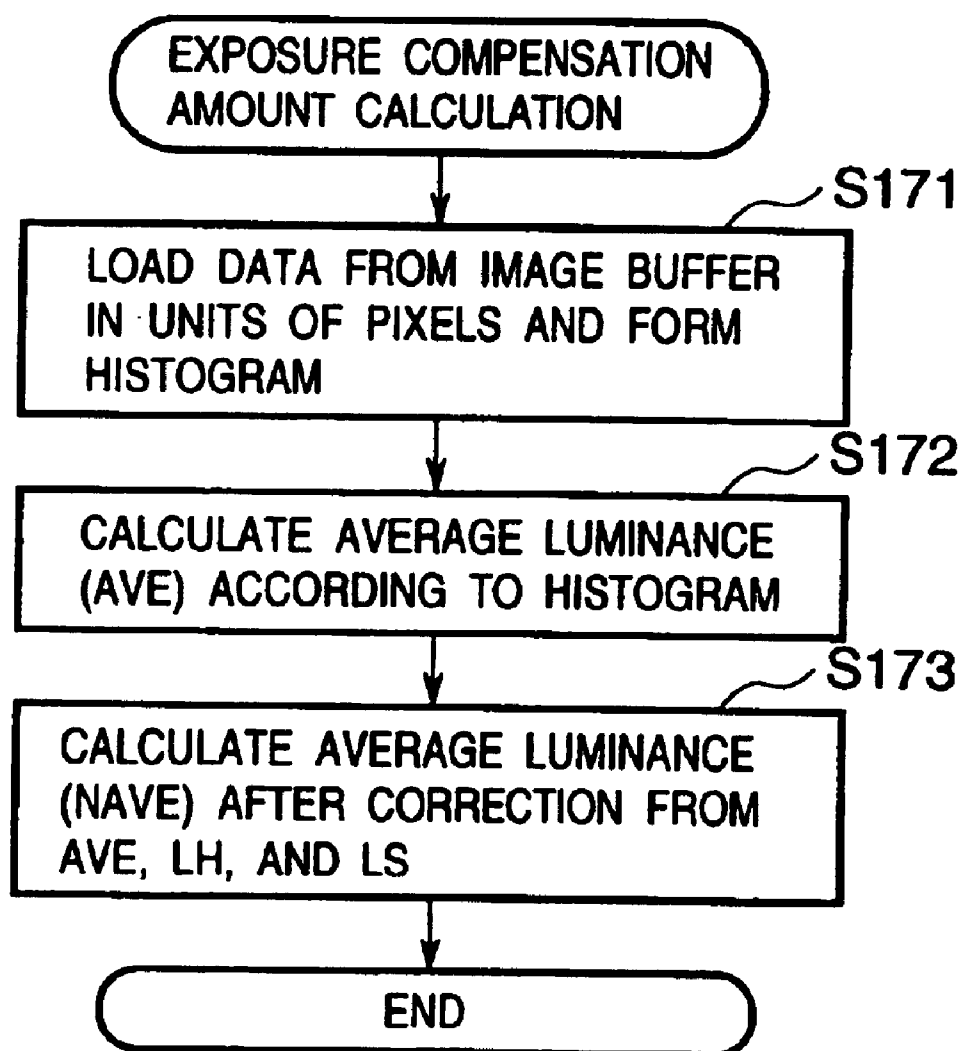 EXPOSURE COMPENSATION
AMOUNT CALCULATION
S171
LOAD DATA FROM IMAGE BUFFER
IN UNITS OF PIXELS AND FORM
HISTOGRAM
S172
CALCULATE AVERAGE LUMINANCE
(AVE) ACCORDING TO HISTOGRAM
S173
CALCULATE AVERAGE LUMINANCE
(NAVE) AFTER CORRECTION FROM
AVE, LH, AND LS
END